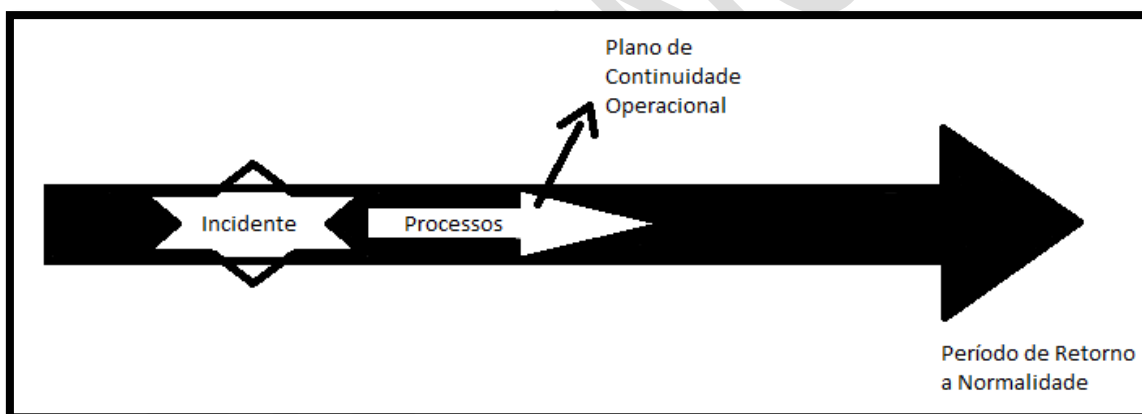 Plano de
Continuidade
Operacional
Incidente
Processos
Período de Retorno
a Normalidade